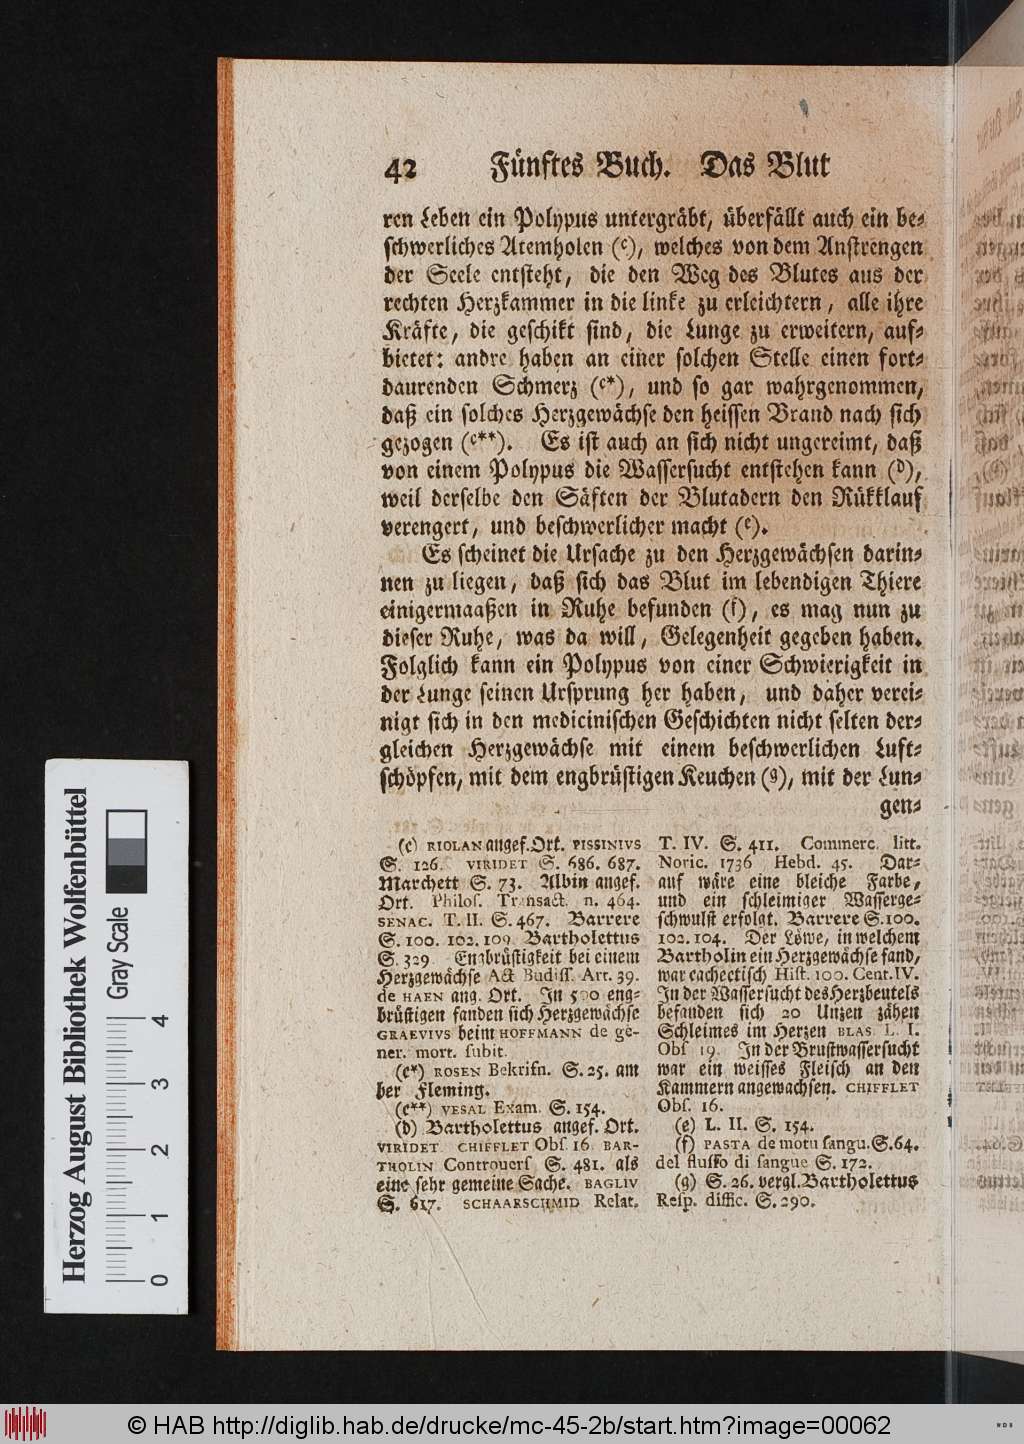 42 Fünftes Buch. Das Blut
ren Leben ein Polypus untergräbt, überfällt auch ein be-
schwerliches Atemholen (c), welches von dem Anstrengen
der Seele entsteht, die den Weg des Blutes aus der
rechten Herzkammer in die linke zu erleichtern, alle ihre
Kräfte, die geschikt sind, die Lunge zu erweitern, auf-
bietet: andre haben an einer solchen Stelle einen fort-
daurenden Schmerz (c*), und so gar wahrgenommen,
daß ein solches Herzgewächse den heissen Brand nach sich
gezogen (c**). Es ist auch an sich nicht ungereimt, daß
von einem Polypus die Wassersucht entstehen kann (d),
weil derselbe den Säften der Blutadern den Rükklauf
verengert, und beschwerlicher macht (e).
Es scheinet die Ursache zu den Herzgewächsen darin-
nen zu liegen, daß sich das Blut im lebendigen Thiere
einigermaaßen in Ruhe befunden (f), es mag nun zu
dieser Ruhe, was da will, Gelegenheit gegeben haben.
Folglich kann ein Polypus von einer Schwierigkeit in
der Lunge seinen Ursprung her haben, und daher verei-
nigt sich in den medicinischen Geschichten nicht selten der-
gleichen Herzgewächse mit einem beschwerlichen Luft-
schöpfen, mit dem engbrüstigen Keuchen (g), mit der Lun-
gen-
(c) RIOLAN angef. Ort. PISSINIVS
S. 126. VIRIDET S. 686. 687.
Marchett S. 73. Albin angef.
Ort. Philos. Transact. n. 464.
SENAC. T. II. S. 467. Barrere
S. 100. 102. 109 Bartholettus
S. 329 Engbrüstigkeit bei einem
Herzgewächse Act Budiss. Art. 39.
de HAEN ang. Ort. In 500 eng-
brüstigen fanden sich Herzgewächse
GRAEVIVS beim HOFFMANN de ge-
ner. mort. subit.
(c*) ROSEN Bekrifn. S. 25. am
ber Fleming.
(c**) VESAL Exam. S. 154.
(d) Bartholettus angef. Ort.
VIRIDET CHIFFLET Obs. 16 BAR-
THOLIN Controuers S. 481. als
eine sehr gemeine Sache. BAGLIV
S. 617. SCHAARSCHMID Relat.
T. IV. S. 411. Commerc. litt.
Noric. 1736 Hebd. 45. Dar-
auf wäre eine bleiche Farbe,
und ein schleimiger Wasserge-
schwulst erfolgt. Barrere S. 100.
102. 104. Der Löwe, in welchem
Bartholin ein Herzgewächse fand,
war cachectisch Hist. 100. Cent. IV.
In der Wassersucht des Herzbeutels
befanden sich 20 Unzen zähen
Schleimes im Herzen BLAS L. I.
Obs 19. In der Brustwassersucht
war ein weisses Fleisch an den
Kammern angewachsen. CHIFFLET
Obs. 16.
(e) L. II. S. 154.
(f) PASTA de motu sangu. S. 64.
del flusso di sangue S. 172.
(g) S. 26. vergl. Bartholettus
Resp. diffic. S. 290.
Herzog August Bibliothek Wolfenbüttel
Gray Scale
0 1 2 3 4
© HAB http://diglib.hab.de/drucke/mc-45-2b/start.htm?image=00062